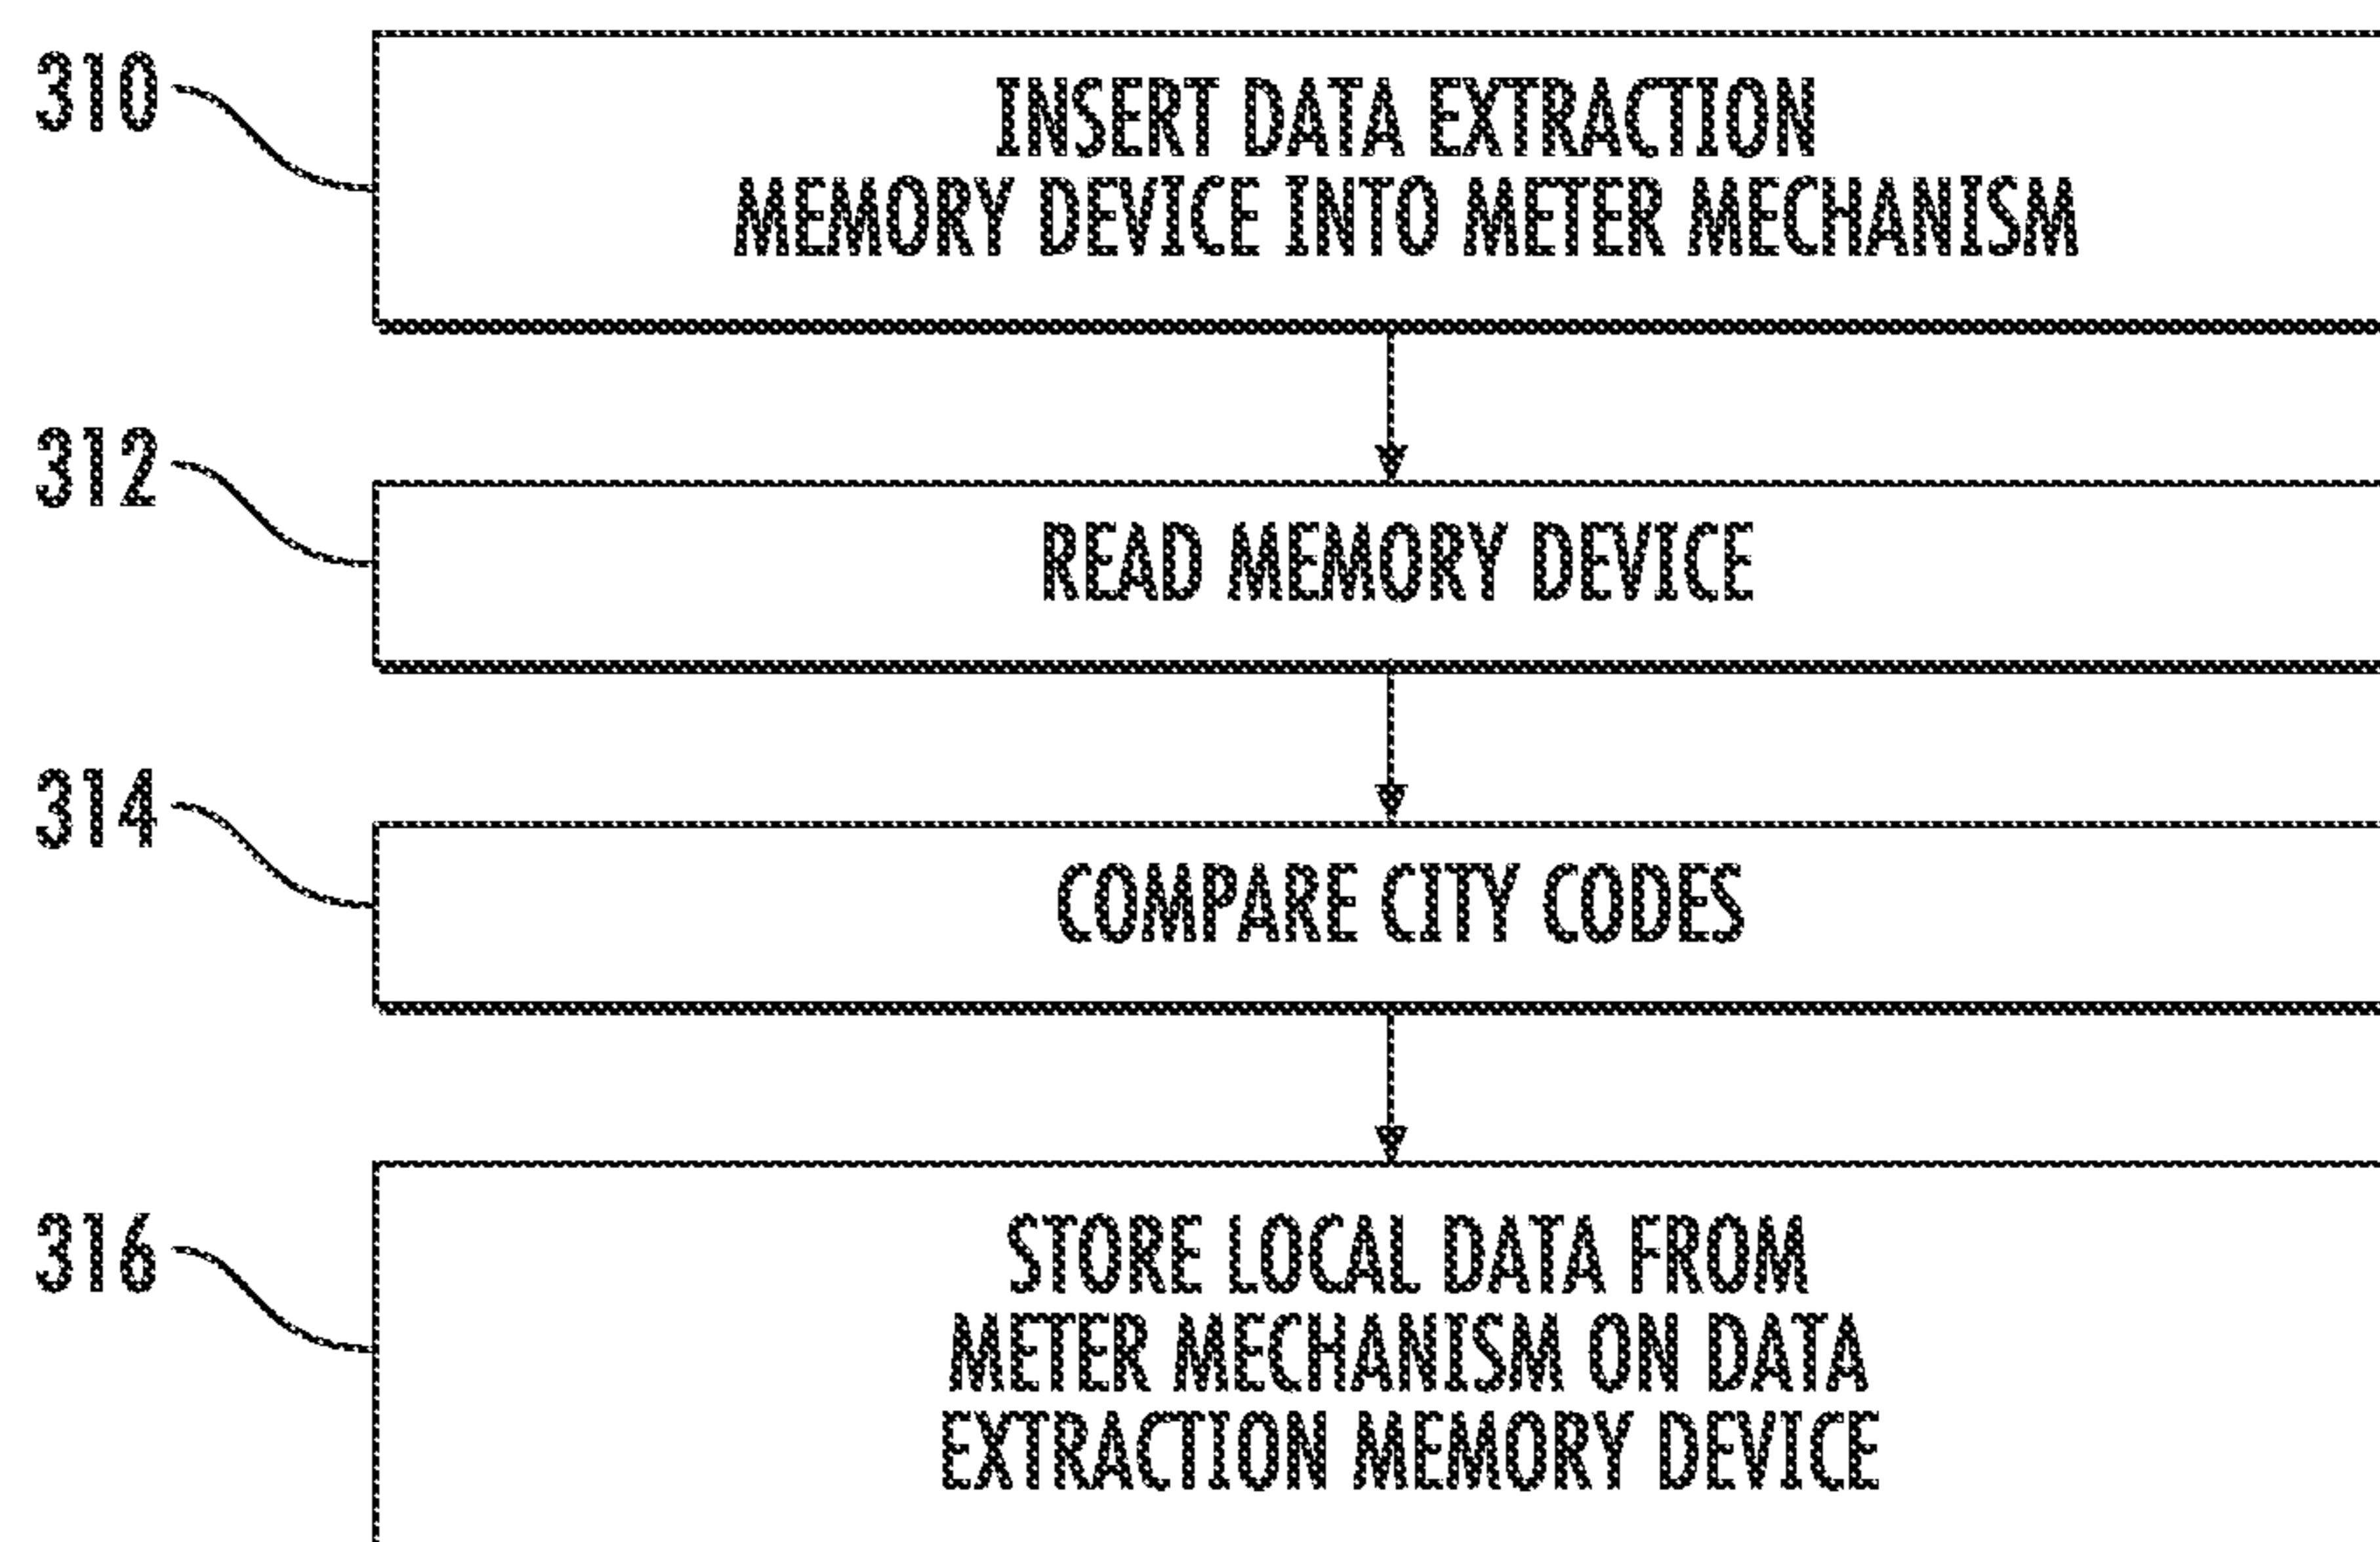 310
INSERT DATA EXTRACTION
MEMORY DEVICE INTO METER MECHANISM
312
READ MEMORY DEVICE
314
COMPARE CITY CODES
316
STORE LOCAL DATA FROM
METER MECHANISM ON DATA
EXTRACTION MEMORY DEVICE